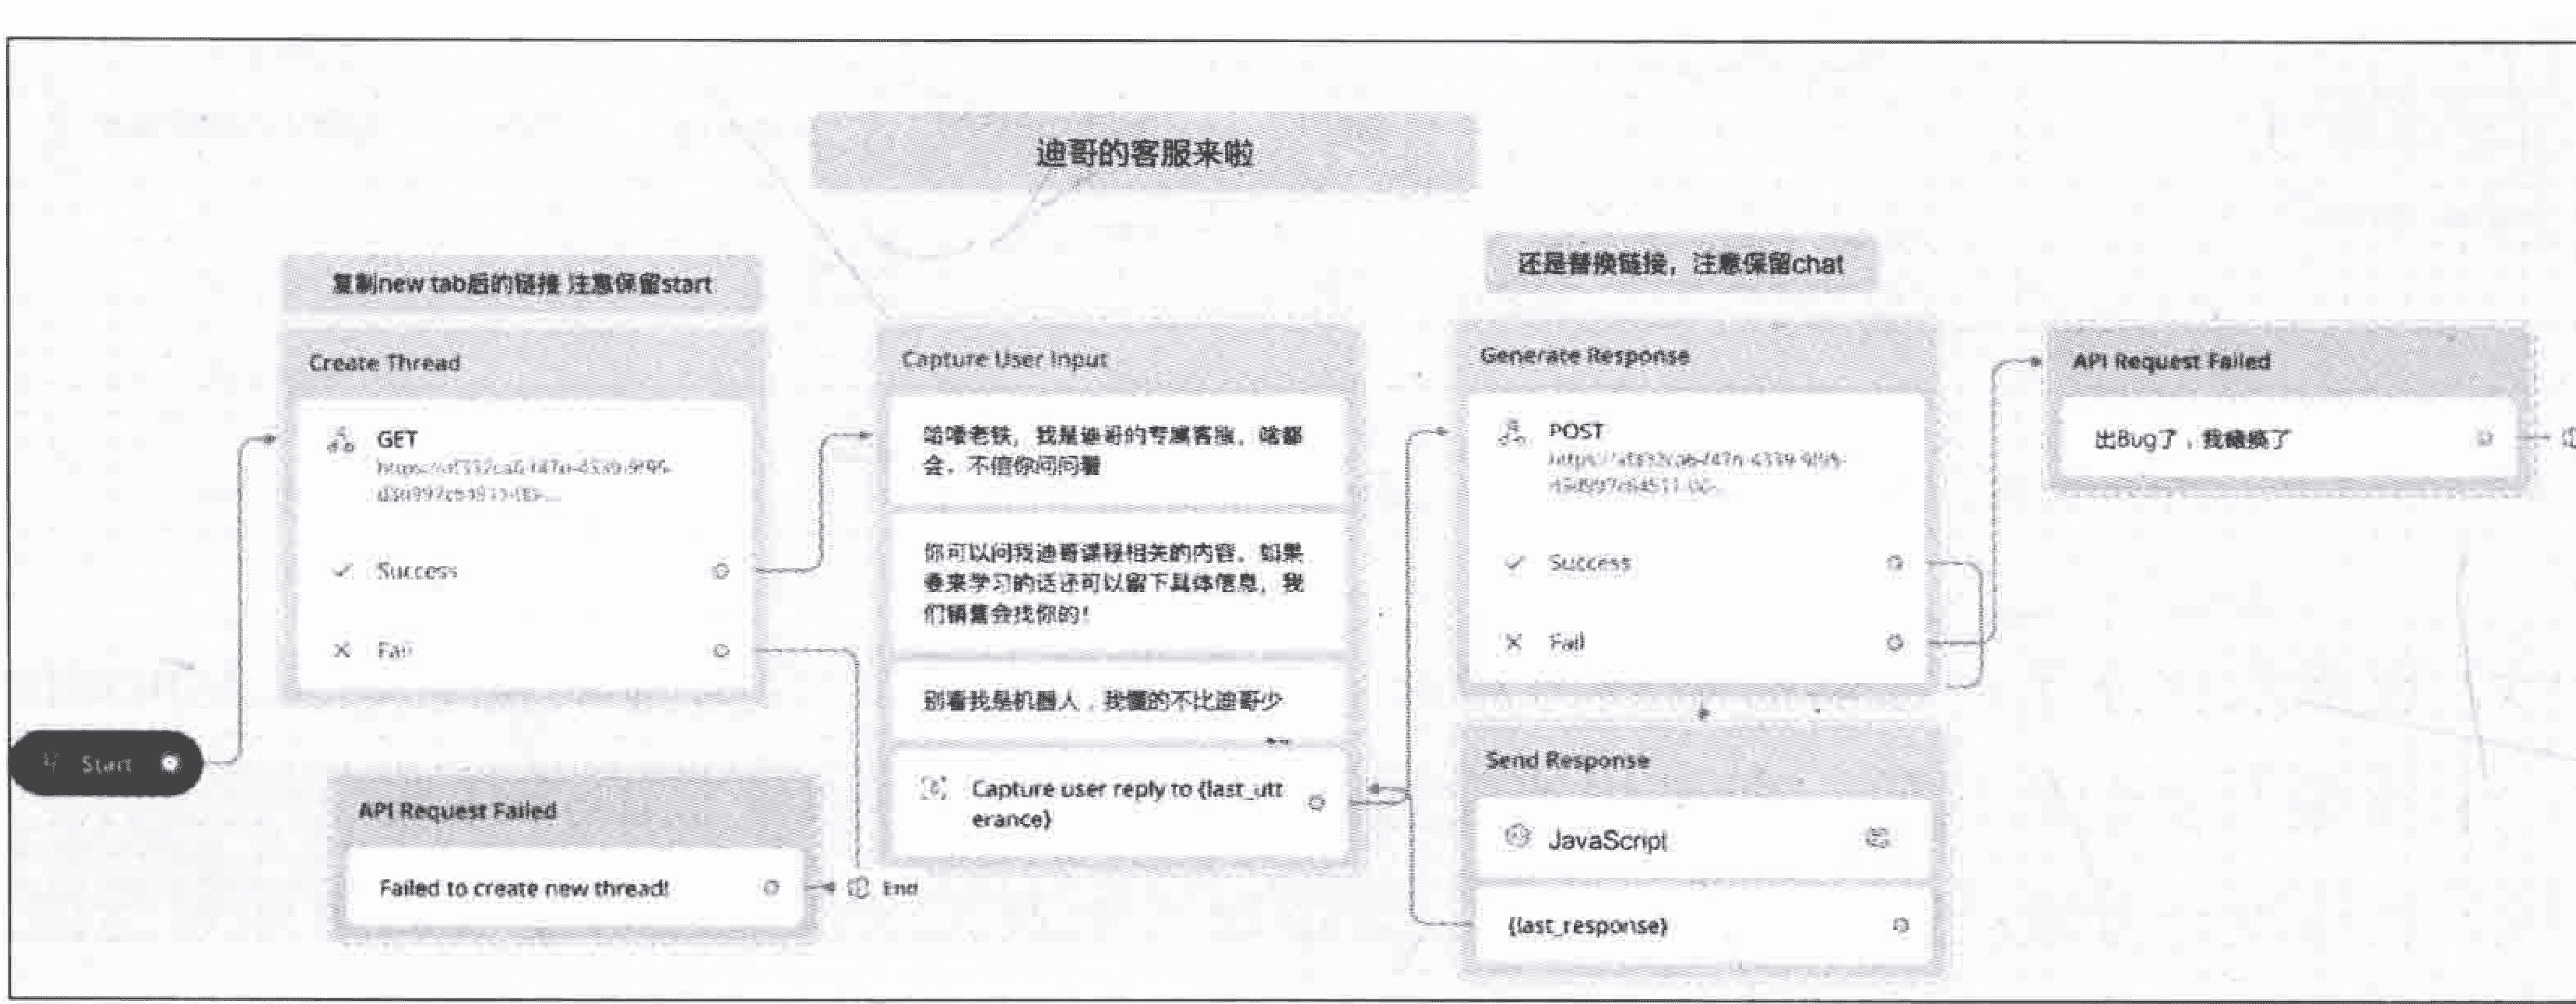 迪哥的客服来啦
复制new tab后的链接 注意保留start
还是替换链接，注意保留chat
Create Thread
GET
Success
Fail
Start
API Request Failed
Failed to create new thread!
End
Capture User Input
哈喽老铁，我是迪哥的专属客服，啥都
会，不信你问问看
你可以问我迪哥课程相关的内容，如果
要来学习的话还可以留下具体信息，我
们销售会找你的！
别看我是机器人，我懂的不比迪哥少
Capture user reply to {last_utt
erance}
Generate Response
POST
Success
Fail
Send Response
JavaScript
{last_response}
API Request Failed
出Bug了，我瘫痪了